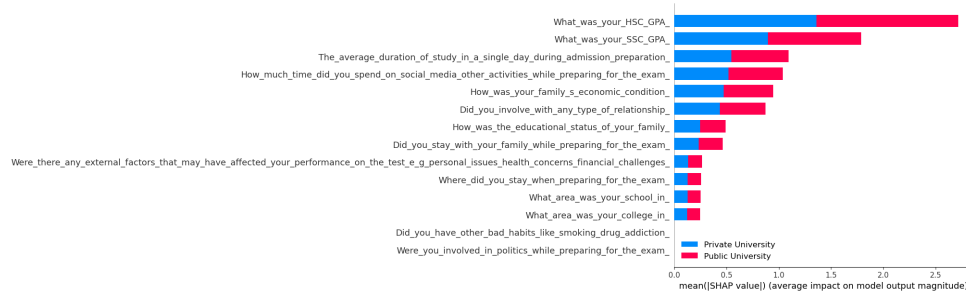 What_was_your_HSC_GPA_
What_was_your_SSC_GPA_
The_average_duration_of_study_in_a_single_day_during_admission_preparation_
How_much_time_did_you_spend_on_social_media_other_activities_while_preparing_for_the_exam_
How_was_your_family_s_economic_condition_
Did_you_involve_with_any_type_of_relationship_
How_was_the_educational_status_of_your_family_
Did_you_stay_with_your_family_while_preparing_for_the_exam_
Were_there_any_external_factors_that_may_have_affected_your_performance_on_the_test_e_g_personal_issues_health_concerns_financial_challenges_
Where_did_you_stay_when_preparing_for_the_exam_
What_area_was_your_school_in_
What_area_was_your_college_in_
Did_you_have_other_bad_habits_like_smoking_drug_addiction_
Were_you_involved_in_politics_while_preparing_for_the_exam_
Private University
Public University
0.0 0.5 1.0 1.5 2.0 2.5
mean(|SHAP value|) (average impact on model output magnitude)